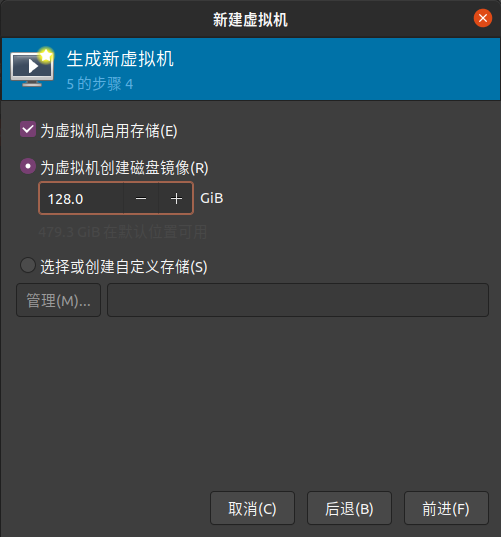 新建虚拟机
生成新虚拟机
5 的步骤 4
为虚拟机启用存储(E)
为虚拟机创建磁盘镜像(R)
128.0 − + GiB
479.3 GiB 在默认位置可用
选择或创建自定义存储(S)
管理(M)...
取消(C) 后退(B) 前进(F)